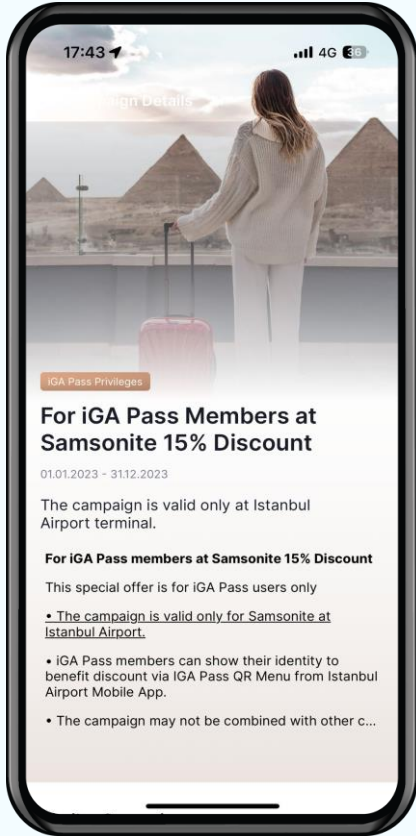 17:43
4G 36
ign Details
iGA Pass Privileges
For iGA Pass Members at
Samsonite 15% Discount
01.01.2023 - 31.12.2023
The campaign is valid only at Istanbul
Airport terminal.
For iGA Pass members at Samsonite 15% Discount
This special offer is for iGA Pass users only
• The campaign is valid only for Samsonite at
Istanbul Airport.
• iGA Pass members can show their identity to
benefit discount via IGA Pass QR Menu from Istanbul
Airport Mobile App.
• The campaign may not be combined with other c...